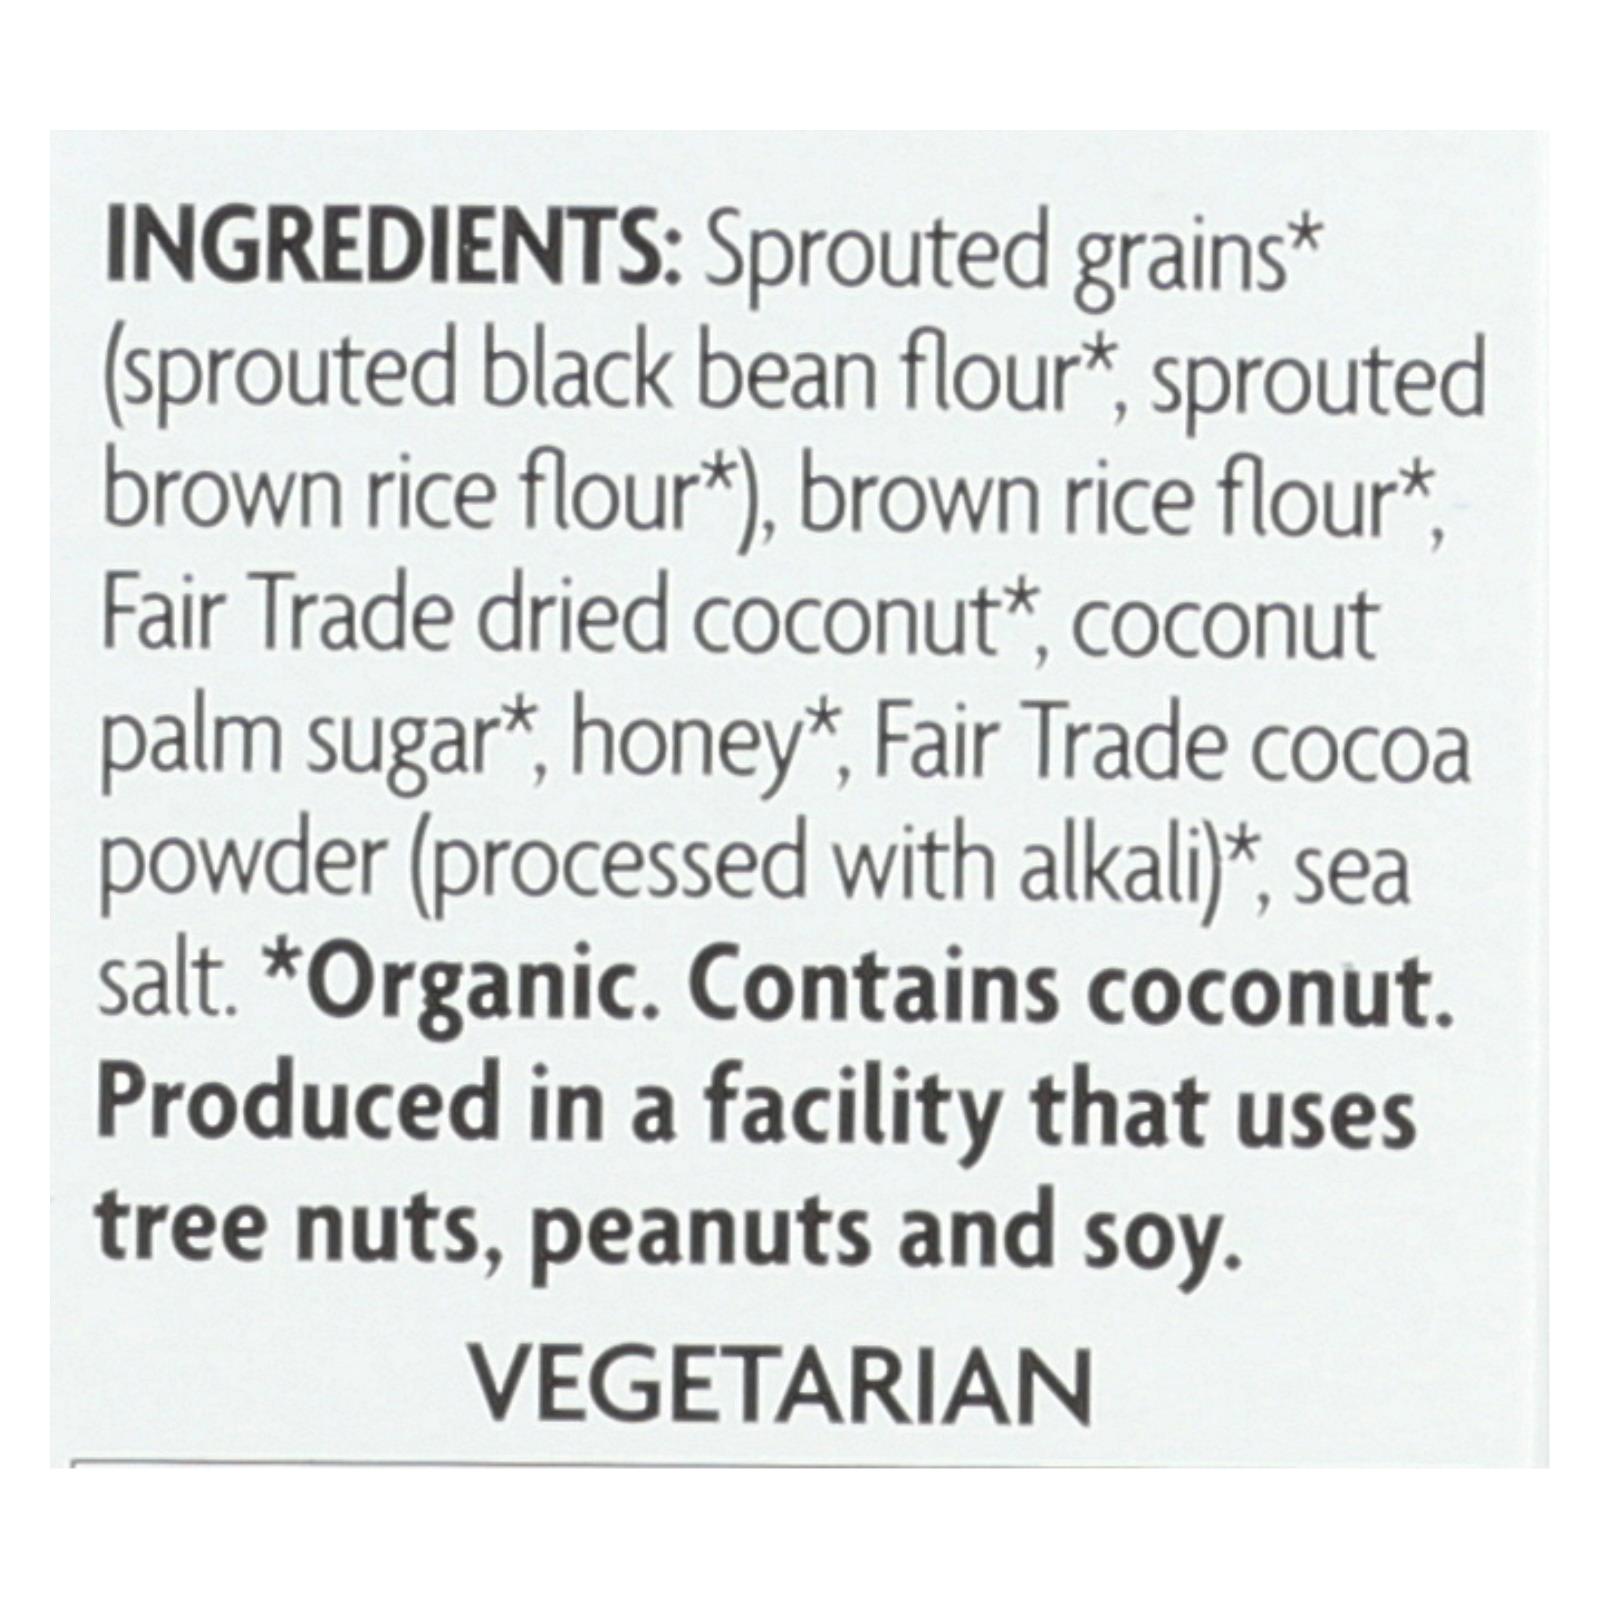 INGREDIENTS: Sprouted grains*
(sprouted black bean flour*, sprouted
brown rice flour*), brown rice flour*,
Fair Trade dried coconut*, coconut
palm sugar*, honey*, Fair Trade cocoa
powder (processed with alkali)*, sea
salt. *Organic. Contains coconut.
Produced in a facility that uses
tree nuts, peanuts and soy.
VEGETARIAN